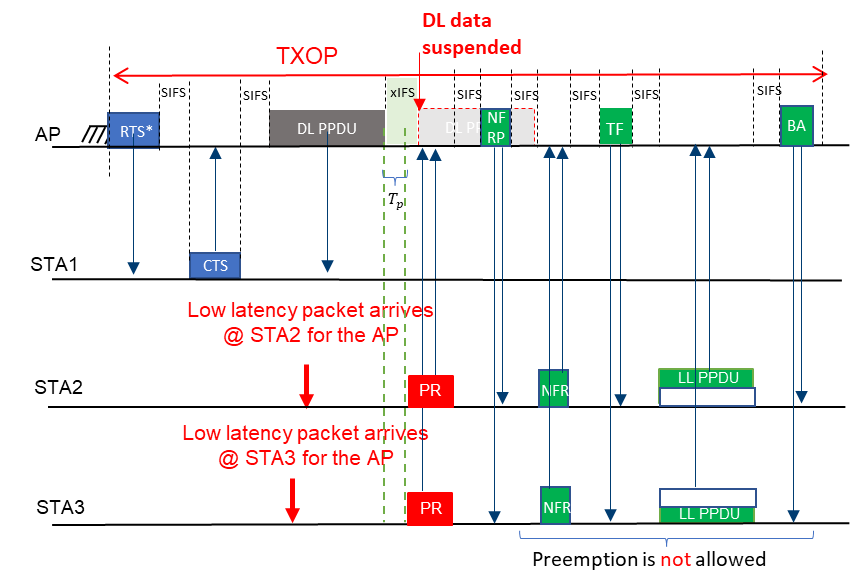 DL data
suspended
TXOP
SIFS
SIFS
xIFS
SIFS
SIFS
SIFS
SIFS
SIFS
AP
RTS*
DL PPDU
DL P
NF
RP
TF
BA
Tp
STA1
CTS
Low latency packet arrives
@ STA2 for the AP
STA2
PR
NFR
LL PPDU
Low latency packet arrives
@ STA3 for the AP
STA3
PR
NFR
LL PPDU
Preemption is not allowed